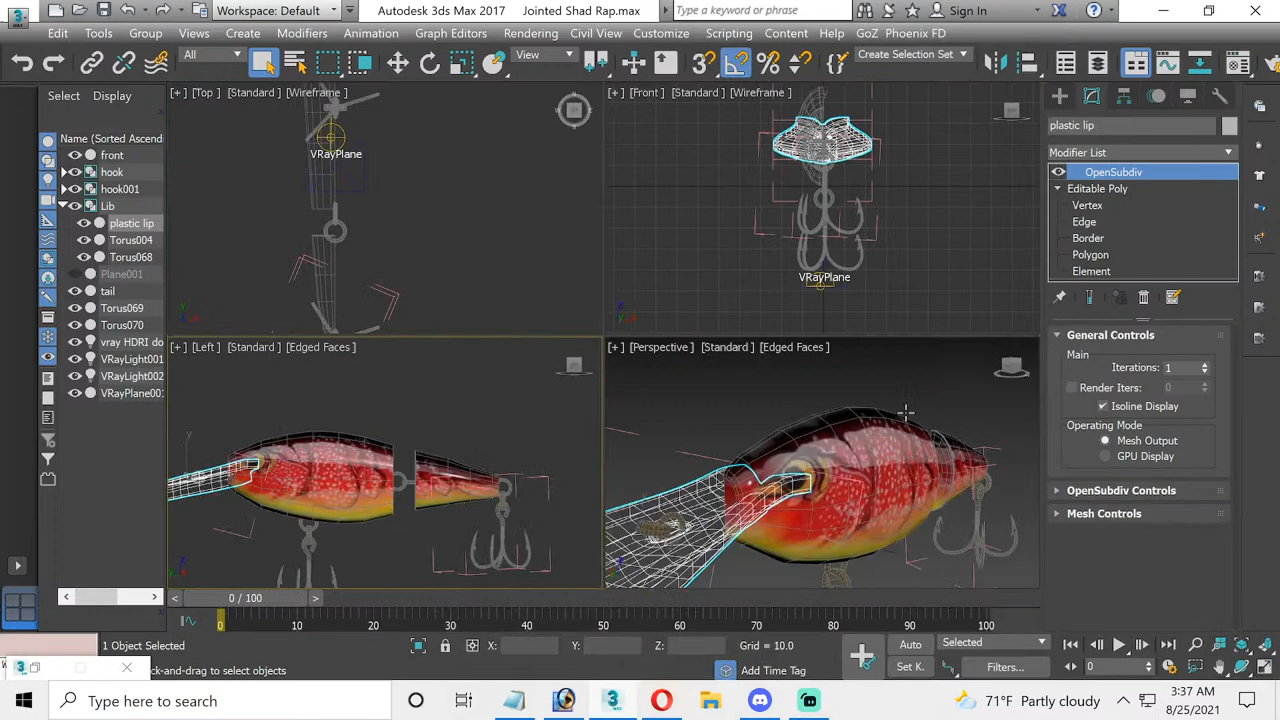 Workspace: Default
Autodesk 3ds Max 2017
Jointed Shad Rap.max
Type a keyword or phrase
Sign In
Edit
Tools
Group
Views
Create
Modifiers
Animation
Graph Editors
Rendering
Civil View
Customize
Scripting
Content
Help
GoZ
Phoenix FD
All
View
Create Selection Set
Select
Display
Name (Sorted Ascend
front
hook
hook001
Lib
plastic lip
Torus004
Torus068
Plane001
tail
Torus069
Torus070
vray HDRI do
VRayLight001
VRayLight002
VRayPlane001
[+] [Top] [Standard] [Wireframe]
VRayPlane
[+] [Front] [Standard] [Wireframe]
VRayPlane
[+] [Left] [Standard] [Edged Faces]
[+] [Perspective] [Standard] [Edged Faces]
plastic lip
Modifier List
OpenSubdiv
Editable Poly
Vertex
Edge
Border
Polygon
Element
General Controls
Main
Iterations: 1
Render Iters: 0
Isoline Display
Operating Mode
Mesh Output
GPU Display
OpenSubdiv Controls
Mesh Controls
0 / 100
0 10 20 30 40 50 60 70 80 90 100
1 Object Selected
X:
Y:
Z:
Grid = 10.0
Auto
Selected
ck-and-drag to select objects
Add Time Tag
Set K.
Filters...
0
Type here to search
71°F Partly cloudy
3:37 AM
8/25/2021